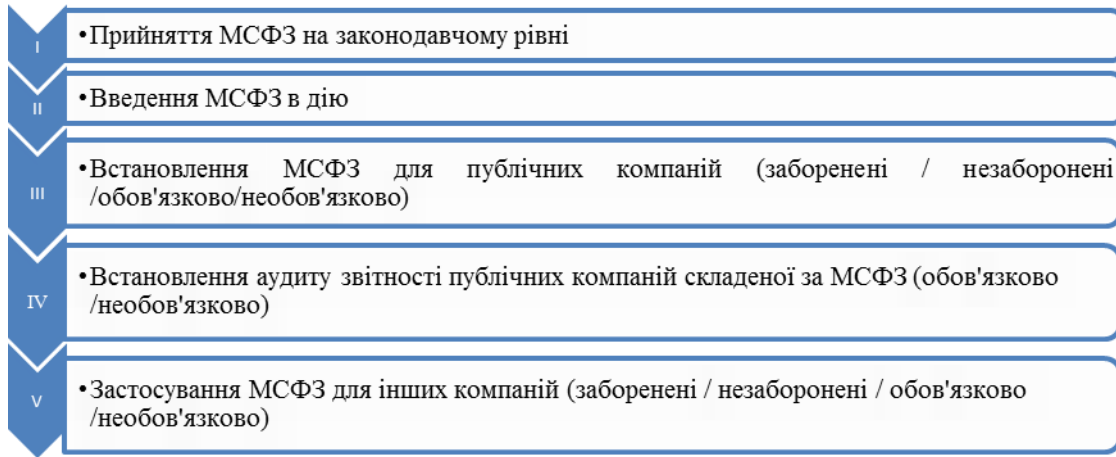 I
•Прийняття МСФЗ на законодавчому рівні
II
•Введення МСФЗ в дію
III
•Встановлення МСФЗ для публічних компаній (заборенені / незаборонені
/обов'язково/необов'язково)
IV
•Встановлення аудиту звітності публічних компаній складеної за МСФЗ (обов'язково
/необов'язково)
V
•Застосування МСФЗ для інших компаній (заборенені / незаборонені / обов'язково
/необов'язково)